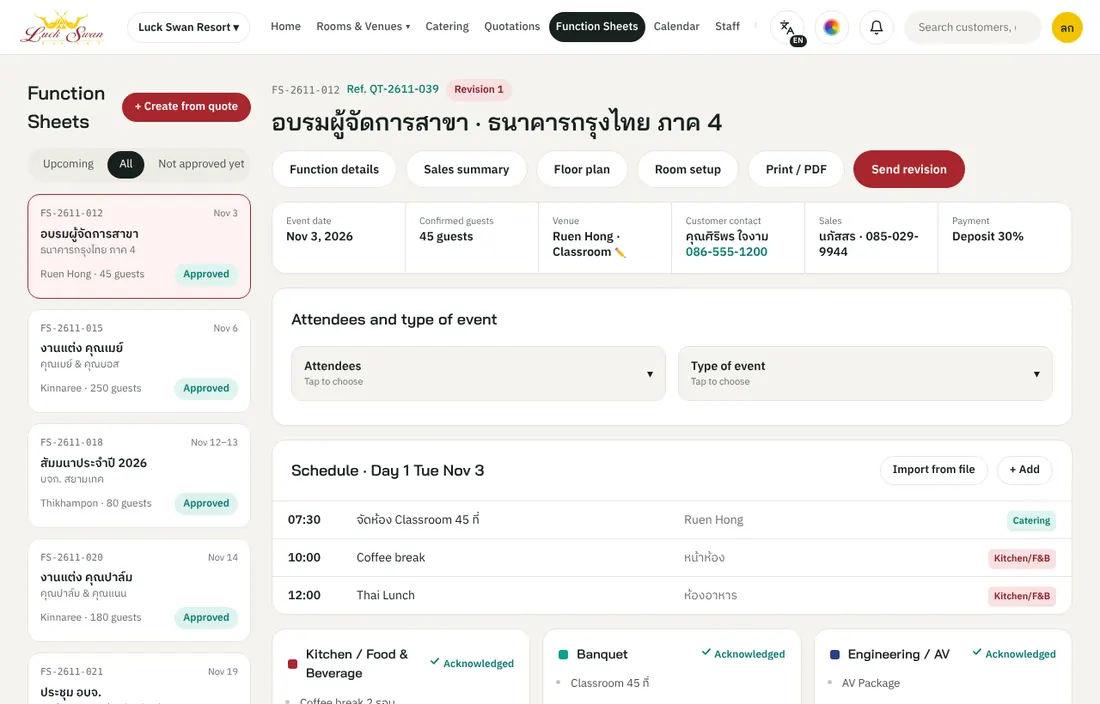 Luck Swan
Luck Swan Resort ▾
Home
Rooms & Venues ▾
Catering
Quotations
Function Sheets
Calendar
Staff
EN
Search customers,
an
Function Sheets
+ Create from quote
Upcoming
All
Not approved yet
FS-2611-012
Nov 3
อบรมผู้จัดการสาขา
ธนาคารกรุงไทย ภาค 4
Ruen Hong · 45 guests
Approved
FS-2611-015
Nov 6
งานแต่ง คุณเมย์
คุณเมย์ & คุณบอส
Kinnaree · 250 guests
Approved
FS-2611-018
Nov 12–13
สัมมนาประจำปี 2026
บจก. สยามเทค
Thikhampon · 80 guests
Approved
FS-2611-020
Nov 14
งานแต่ง คุณปาล์ม
คุณปาล์ม & คุณแนน
Kinnaree · 180 guests
Approved
FS-2611-021
Nov 19
ประชุม อบจ.
FS-2611-012
Ref. QT-2611-039
Revision 1
อบรมผู้จัดการสาขา · ธนาคารกรุงไทย ภาค 4
Function details
Sales summary
Floor plan
Room setup
Print / PDF
Send revision
Event date
Nov 3, 2026
Confirmed guests
45 guests
Venue
Ruen Hong ·
Classroom ✏️
Customer contact
คุณศิริพร ใจงาม
086-555-1200
Sales
นภัสสร · 085-029-
9944
Payment
Deposit 30%
Attendees and type of event
Attendees
Tap to choose
▼
Type of event
Tap to choose
▼
Schedule · Day 1 Tue Nov 3
Import from file
+ Add
07:30
จัดห้อง Classroom 45 ที่
Ruen Hong
Catering
10:00
Coffee break
หน้าห้อง
Kitchen/F&B
12:00
Thai Lunch
ห้องอาหาร
Kitchen/F&B
Kitchen / Food &
Beverage
Acknowledged
Coffee break 2 รอบ
Banquet
Acknowledged
Classroom 45 ที่
Engineering / AV
Acknowledged
AV Package